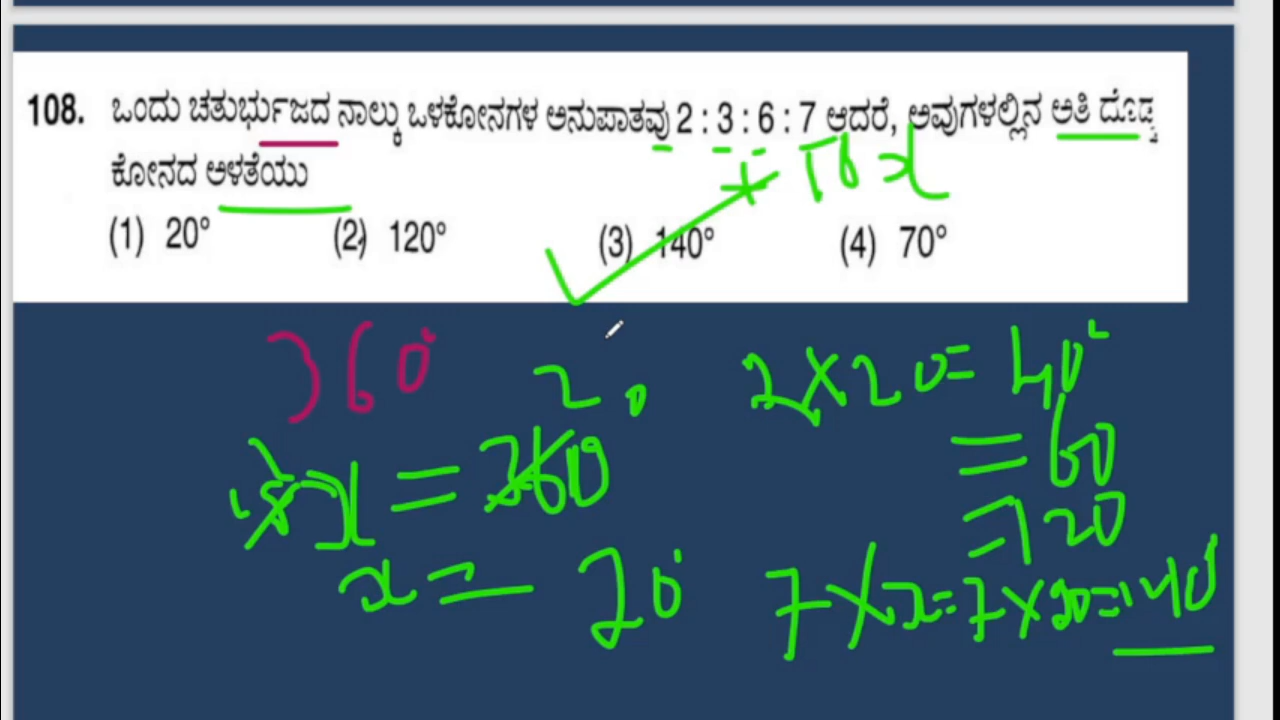 108. ಒಂದು ಚತುರ್ಭುಜದ ನಾಲ್ಕು ಒಳಕೋನಗಳ ಅನುಪಾತವು 2 : 3 : 6 : 7 ಆದರೆ, ಅವುಗಳಲ್ಲಿನ ಅತಿ ದೊಡ್ಡ
ಕೋನದ ಅಳತೆಯು
(1) 20° (2) 120° (3) 140° (4) 70°
360°
20
2×20=40°
18x = 360
=60
=120
x = 20°
7×x=7×20=140°